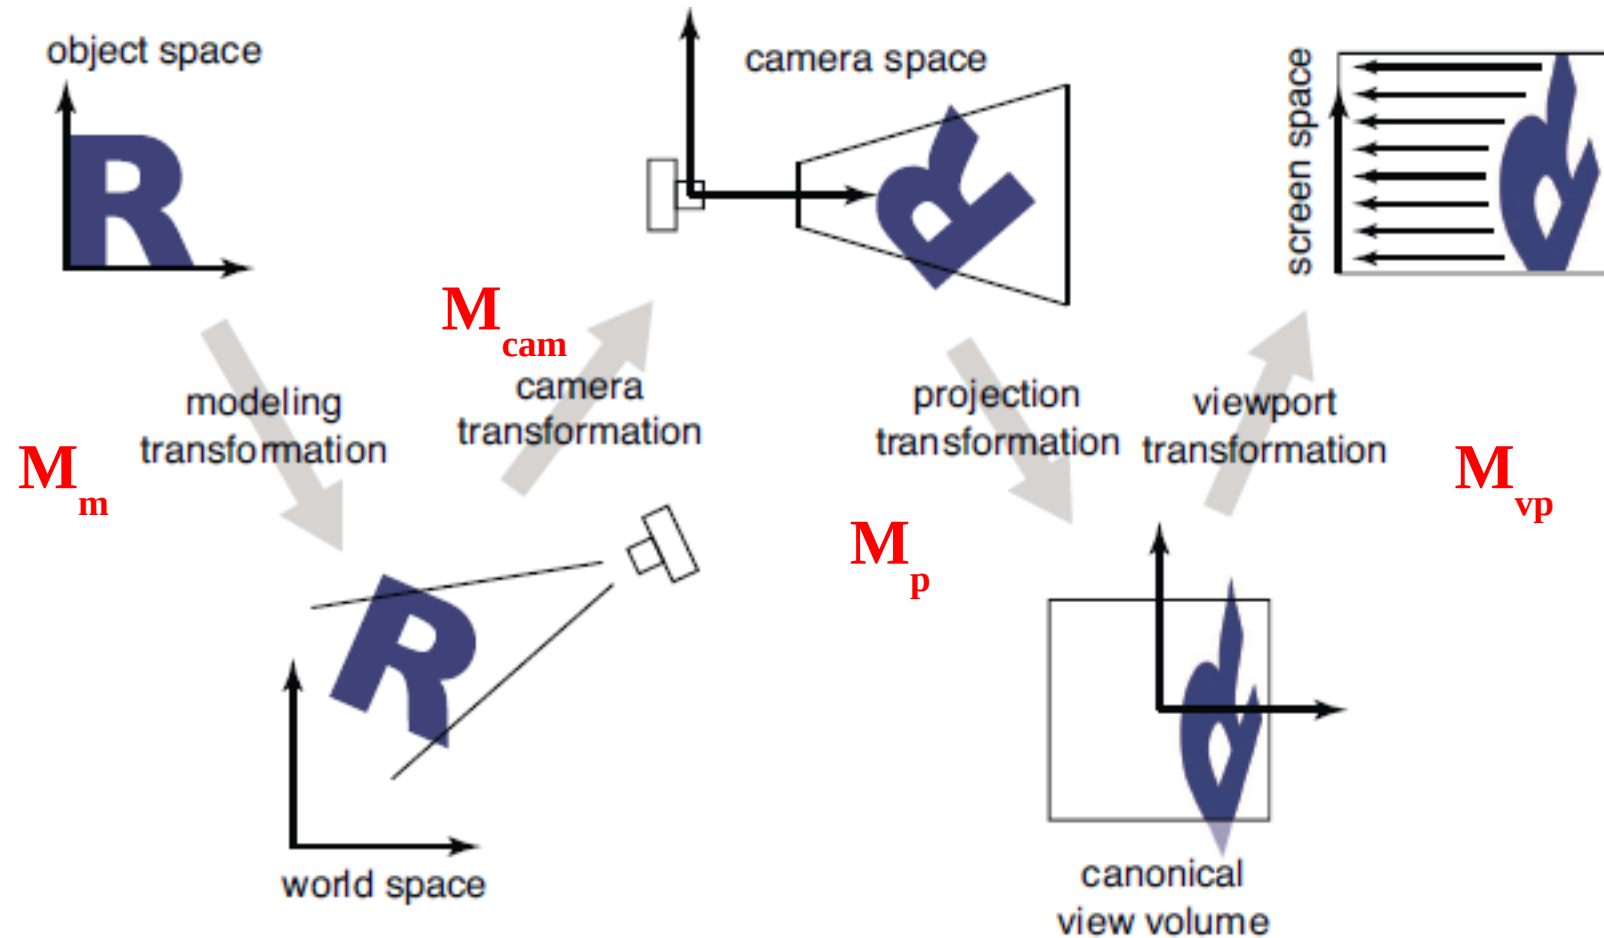 object space
camera space
screen space
M
cam
camera
transformation
modeling
transformation
M
m
projection
transformation
viewport
transformation
M
vp
M
p
world space
canonical
view volume
R
R
R
R
R